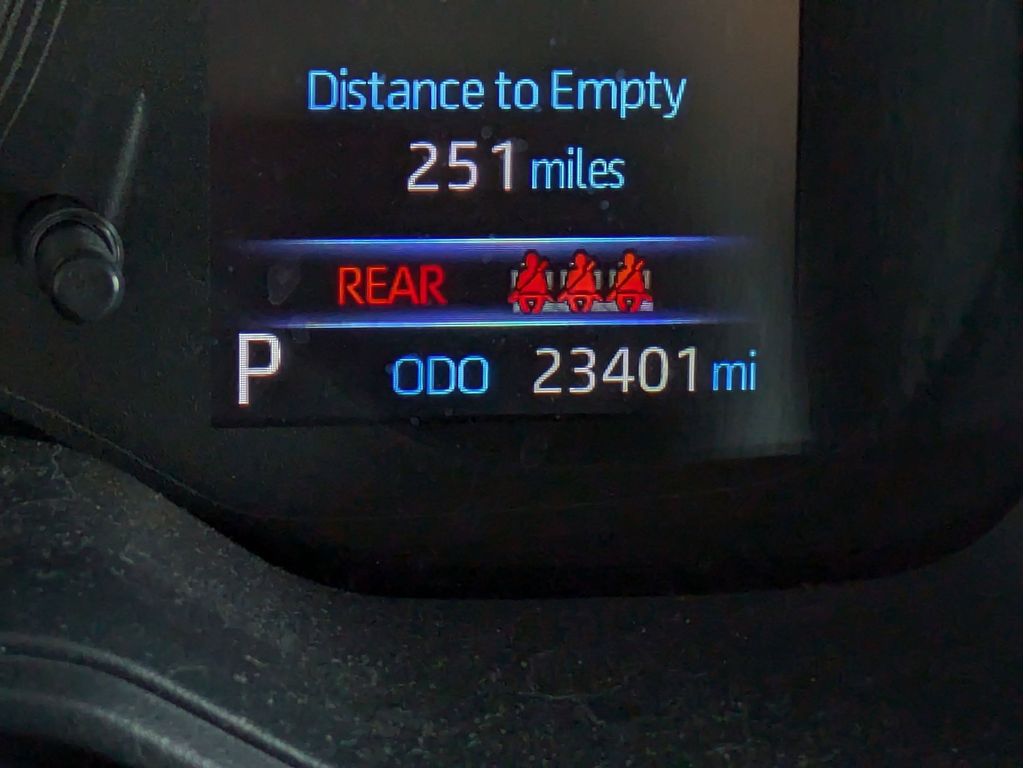 Distance to Empty
251 miles
REAR
P ODO 23401 mi